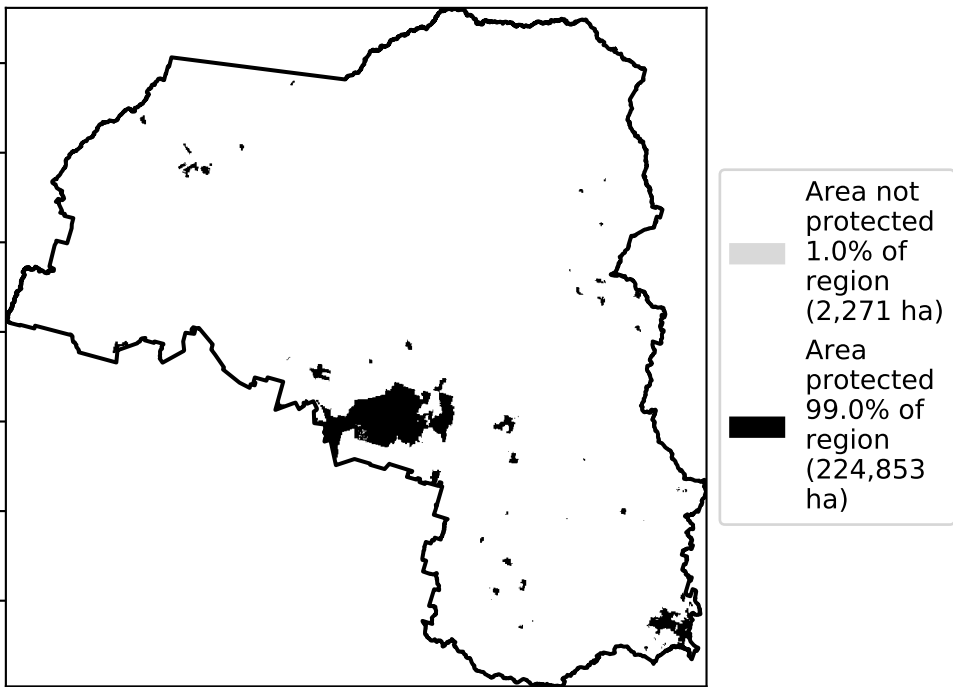 Area not
protected
1.0% of
region
(2,271 ha)
Area
protected
99.0% of
region
(224,853
ha)